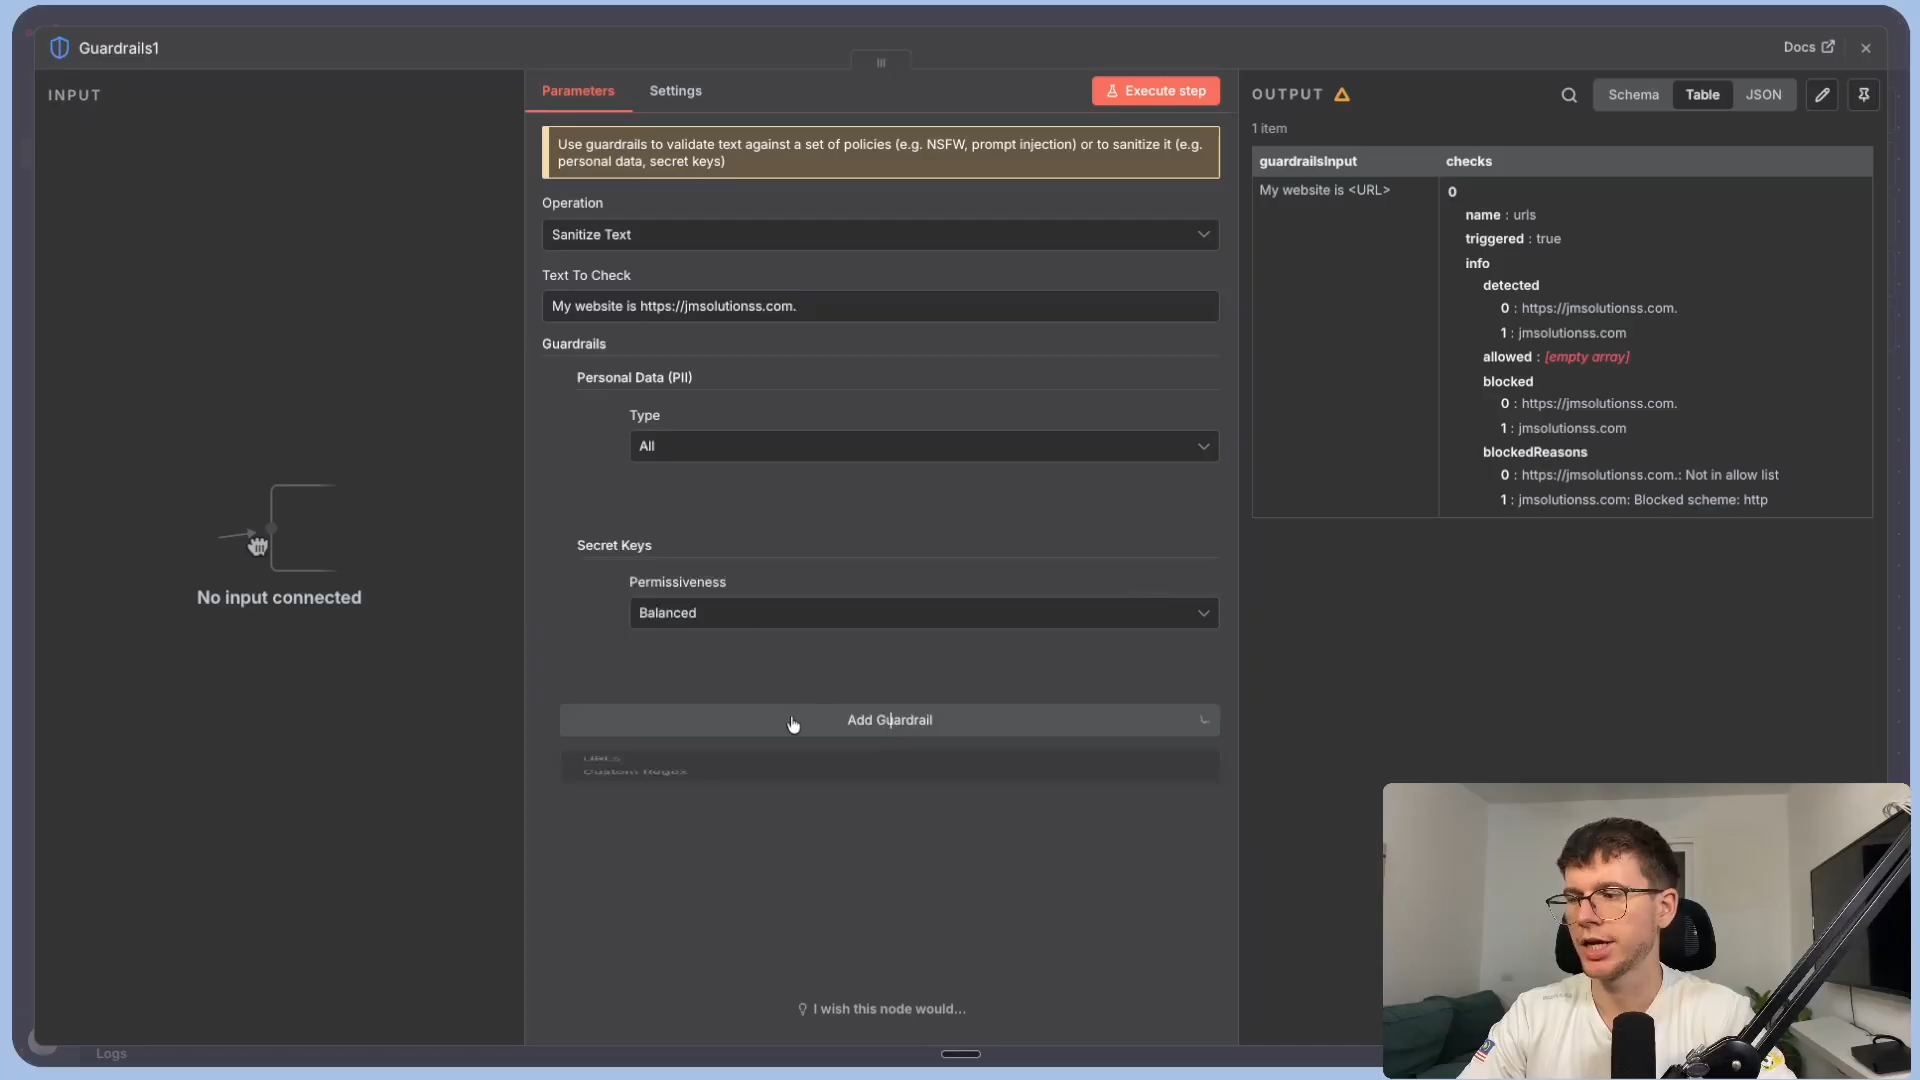 Guardrails1
Docs
INPUT
Parameters
Settings
Execute step
OUTPUT
Schema
Table
JSON
Use guardrails to validate text against a set of policies (e.g. NSFW, prompt injection) or to sanitize it (e.g.
personal data, secret keys)
Operation
Sanitize Text
Text To Check
My website is https://jmsolutionss.com.
Guardrails
Personal Data (PII)
Type
All
Secret Keys
Permissiveness
Balanced
Add Guardrail
URLs
Custom Regex
I wish this node would...
No input connected
1 item
guardrailsInput
checks
My website is <URL>
0
name : urls
triggered : true
info
detected
0 : https://jmsolutionss.com.
1 : jmsolutionss.com
allowed : [empty array]
blocked
0 : https://jmsolutionss.com.
1 : jmsolutionss.com
blockedReasons
0 : https://jmsolutionss.com.: Not in allow list
1 : jmsolutionss.com: Blocked scheme: http
Logs